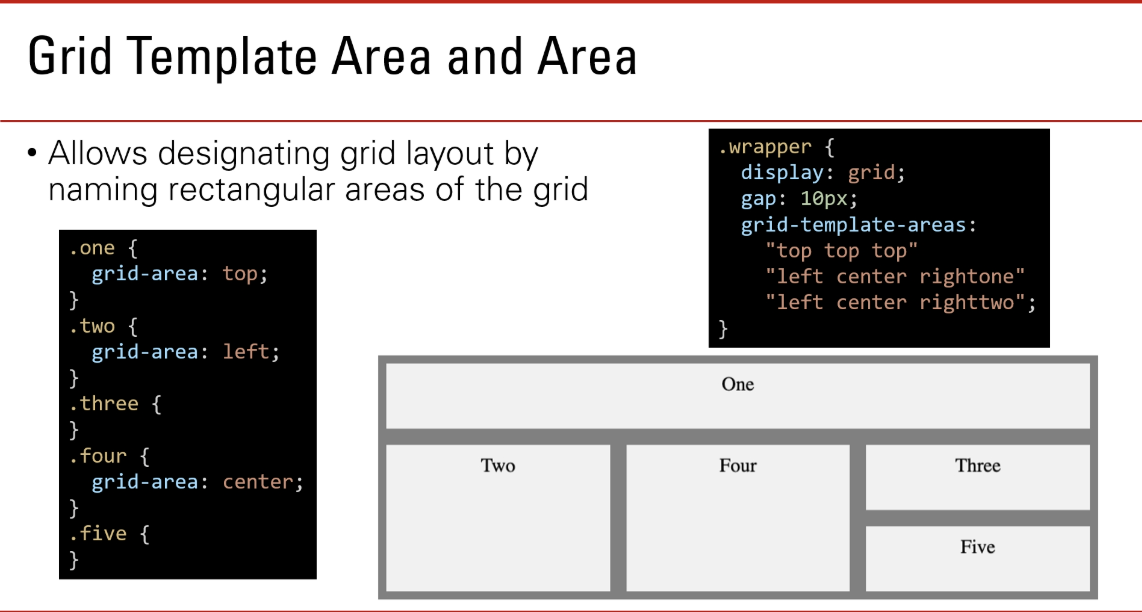 Grid Template Area and Area
• Allows designating grid layout by
naming rectangular areas of the grid
.one {
  grid-area: top;
}
.two {
  grid-area: left;
}
.three {
}
.four {
  grid-area: center;
}
.five {
}
.wrapper {
  display: grid;
  gap: 10px;
  grid-template-areas:
    "top top top"
    "left center rightone"
    "left center righttwo";
}
One
Two
Four
Three
Five